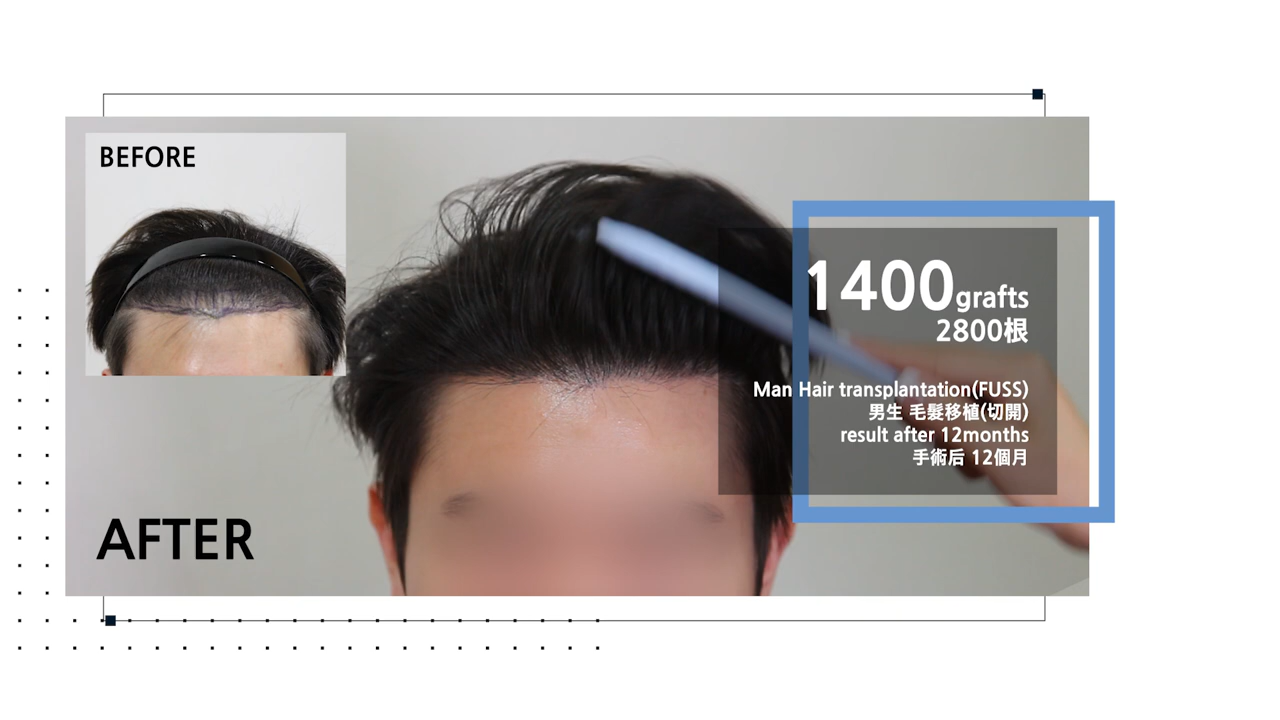 BEFORE
1400grafts
2800根
Man Hair transplantation(FUSS)
男生 毛髮移植(切開)
result after 12months
手術后 12個月
AFTER